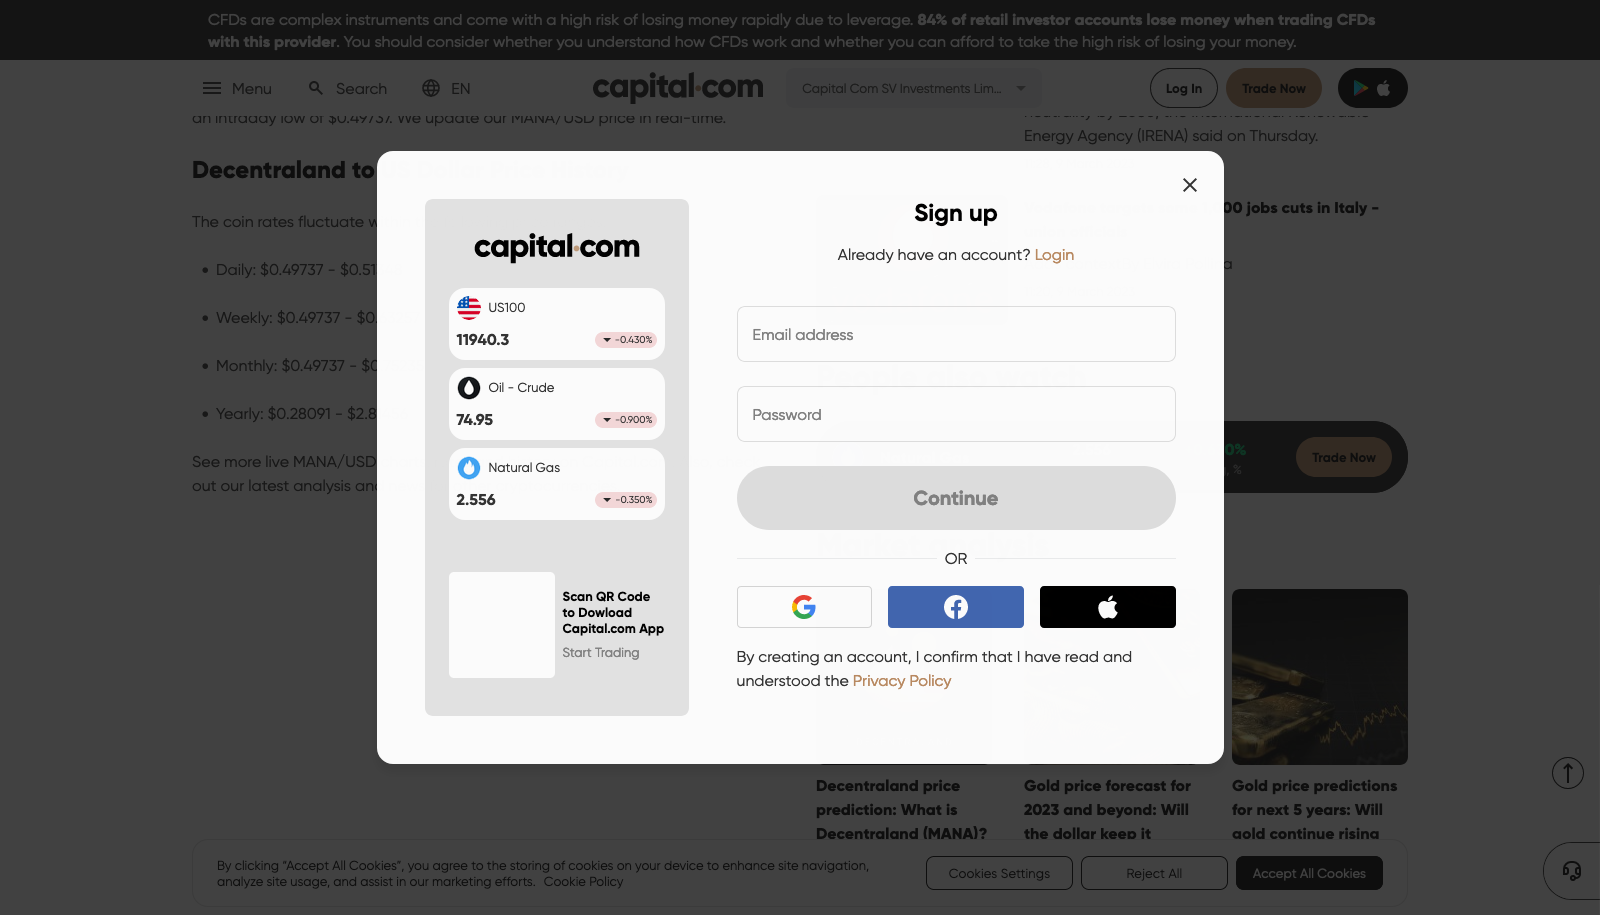 CFDs are complex instruments and come with a high risk of losing money rapidly due to leverage. 84% of retail investor accounts lose money when trading CFDs
with this provider. You should consider whether you understand how CFDs work and whether you can afford to take the high risk of losing your money.
Menu
Search
EN
capital.com
Capital Com SV Investments Lim...
Log In
Trade Now
an intraday low of $0.49737. We update our MANA/USD price in real-time.
Energy Agency (IRENA) said on Thursday.
Decentraland to
The coin rates fluctuate
Daily: $0.49737 -
Weekly: $0.49737 -
Monthly: $0.49737 -
Yearly: $0.28091 -
See more live MANA/USD
out our latest analysis
00 jobs cuts in Italy -
0%
%
Trade Now
capital.com
US100
11940.3
-0.430%
Oil - Crude
74.95
-0.900%
Natural Gas
2.556
-0.350%
Scan QR Code
to Dowload
Capital.com App
Start Trading
Sign up
Already have an account? Login
Email address
Password
Continue
OR
By creating an account, I confirm that I have read and
understood the Privacy Policy
Decentraland price
prediction: What is
Decentraland (MANA)?
Gold price forecast for
2023 and beyond: Will
the dollar keep it
Gold price predictions
for next 5 years: Will
gold continue rising
By clicking "Accept All Cookies", you agree to the storing of cookies on your device to enhance site navigation,
analyze site usage, and assist in our marketing efforts. Cookie Policy
Cookies Settings
Reject All
Accept All Cookies